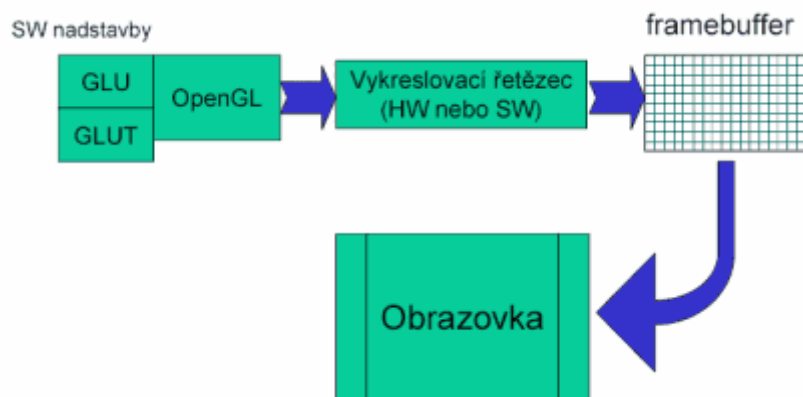 SW nadstavby
framebuffer
GLU
GLUT
OpenGL
Vykreslovací řetězec
(HW nebo SW)
Obrazovka